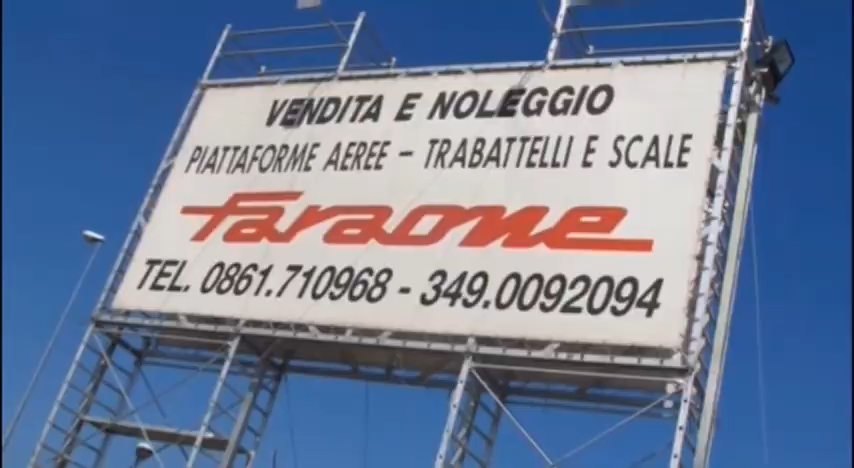 VENDITA E NOLEGGIO
PIATTAFORME AEREE - TRABATTELLI E SCALE
Faraone
TEL. 0861.710968 - 349.0092094